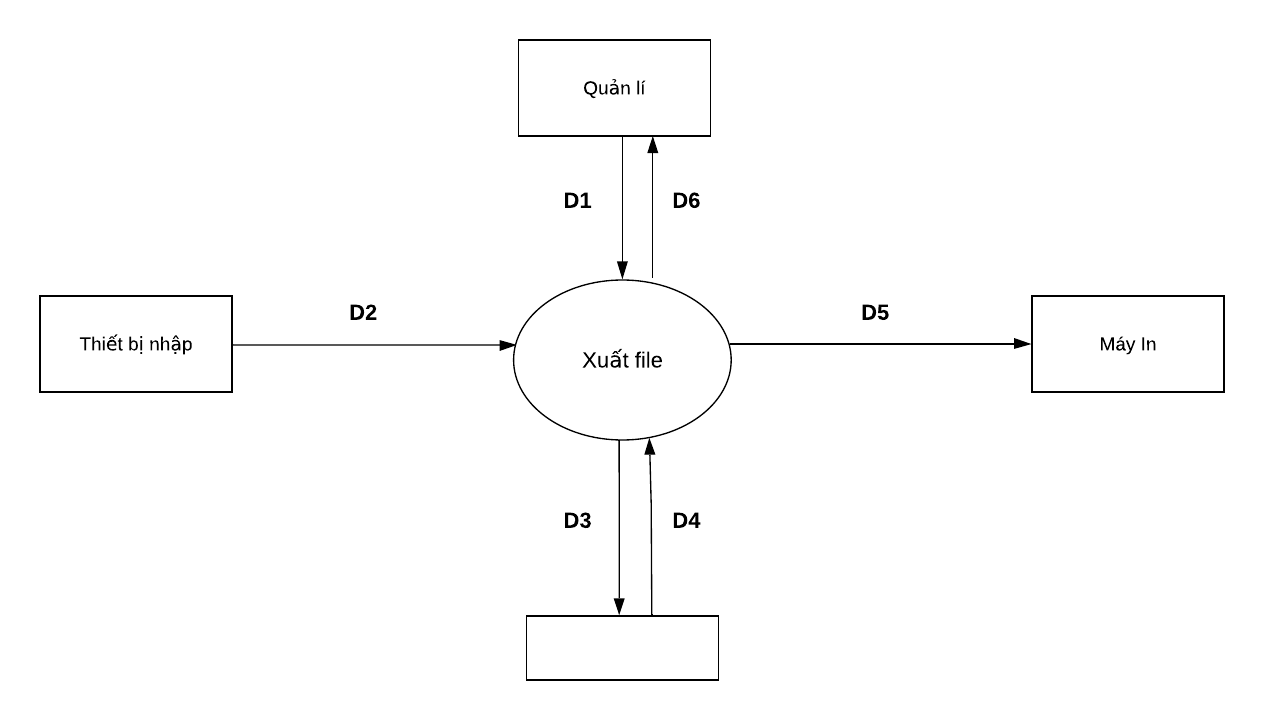 Quản lí
D1
D6
D2
D5
Thiết bị nhập
Xuất file
Máy In
D3
D4